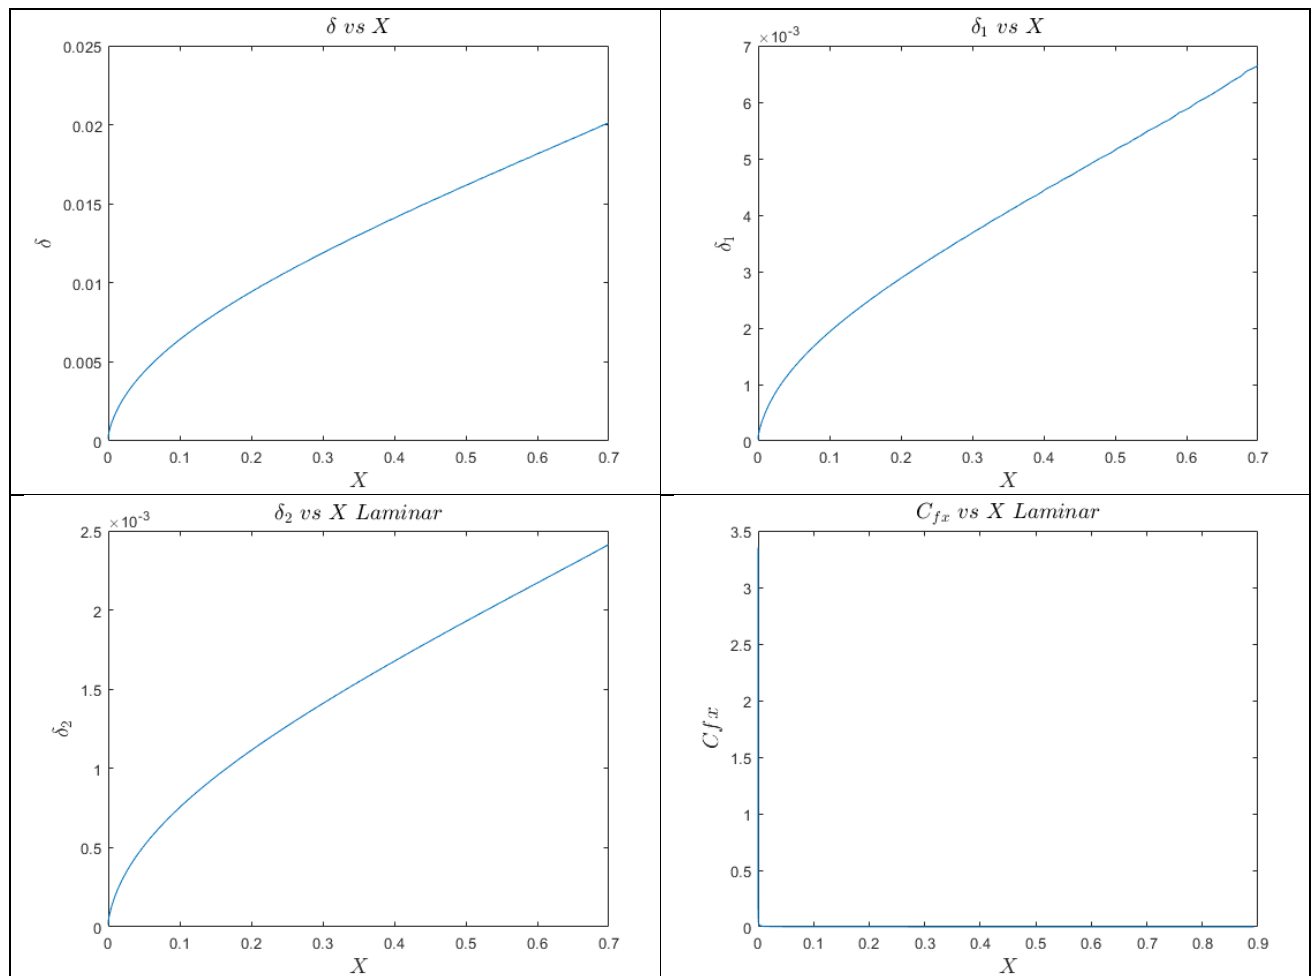 δ vs X
0.025
0.02
0.015
0.01
0.005
0
δ
0 0.1 0.2 0.3 0.4 0.5 0.6 0.7
X
δ₁ vs X
×10⁻³
7
6
5
4
3
2
1
0
δ₁
0 0.1 0.2 0.3 0.4 0.5 0.6 0.7
X
δ₂ vs X Laminar
×10⁻³
2.5
2
1.5
1
0.5
0
δ₂
0 0.1 0.2 0.3 0.4 0.5 0.6 0.7
X
C_{fx} vs X Laminar
3.5
3
2.5
2
1.5
1
0.5
0
Cfx
0 0.1 0.2 0.3 0.4 0.5 0.6 0.7 0.8 0.9
X